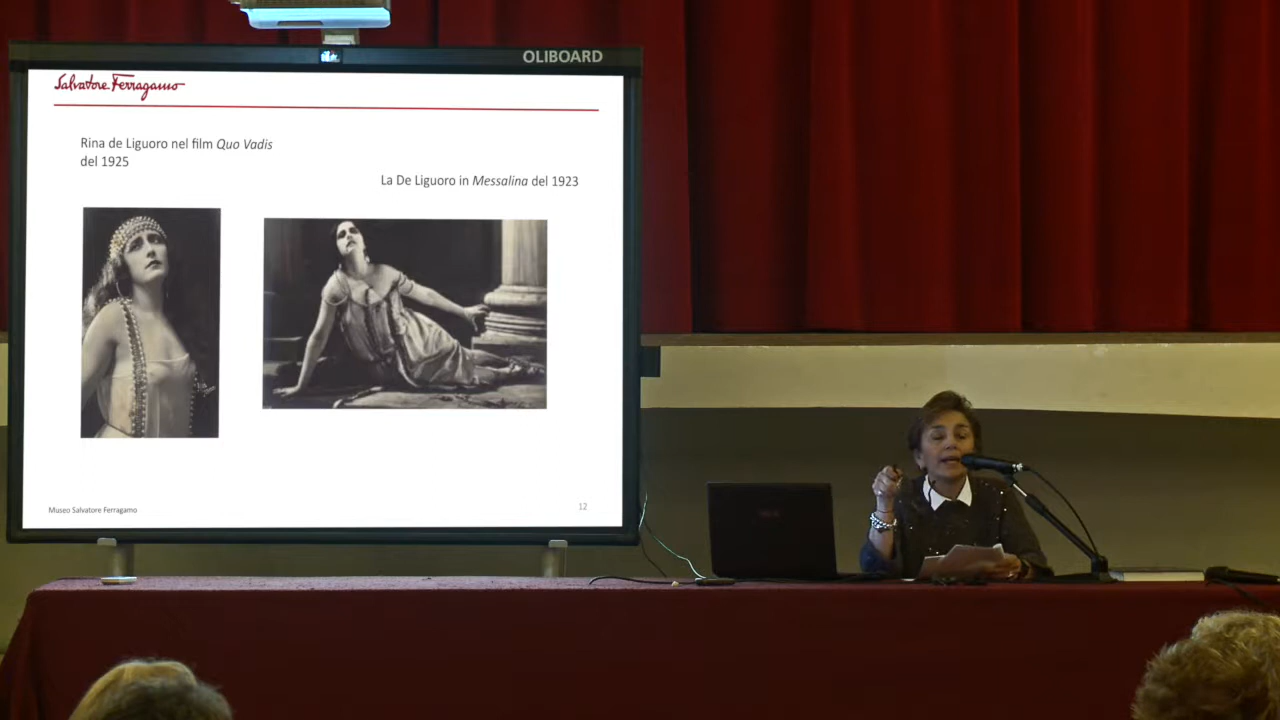 OLIBOARD
Salvatore Ferragamo
Rina de Liguoro nel film Quo Vadis
del 1925
La De Liguoro in Messalina del 1923
Museo Salvatore Ferragamo
12